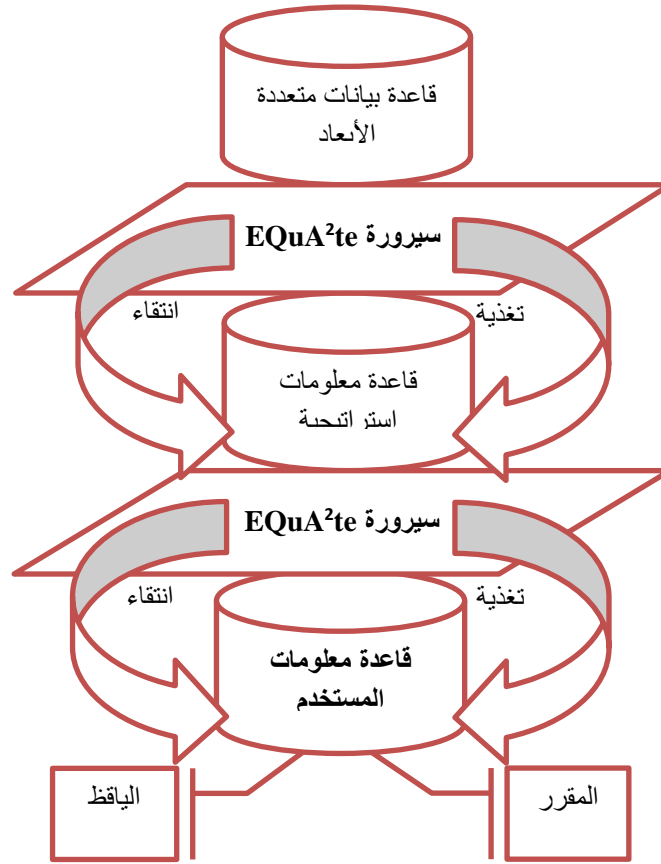 قاعدة بيانات متعددة
الأبعاد
سيرورة EQuA²te
تغذية
انتقاء
قاعدة معلومات
استراتيجية
سيرورة EQuA²te
تغذية
انتقاء
قاعدة معلومات
المستخدم
المقرر
الياقظ